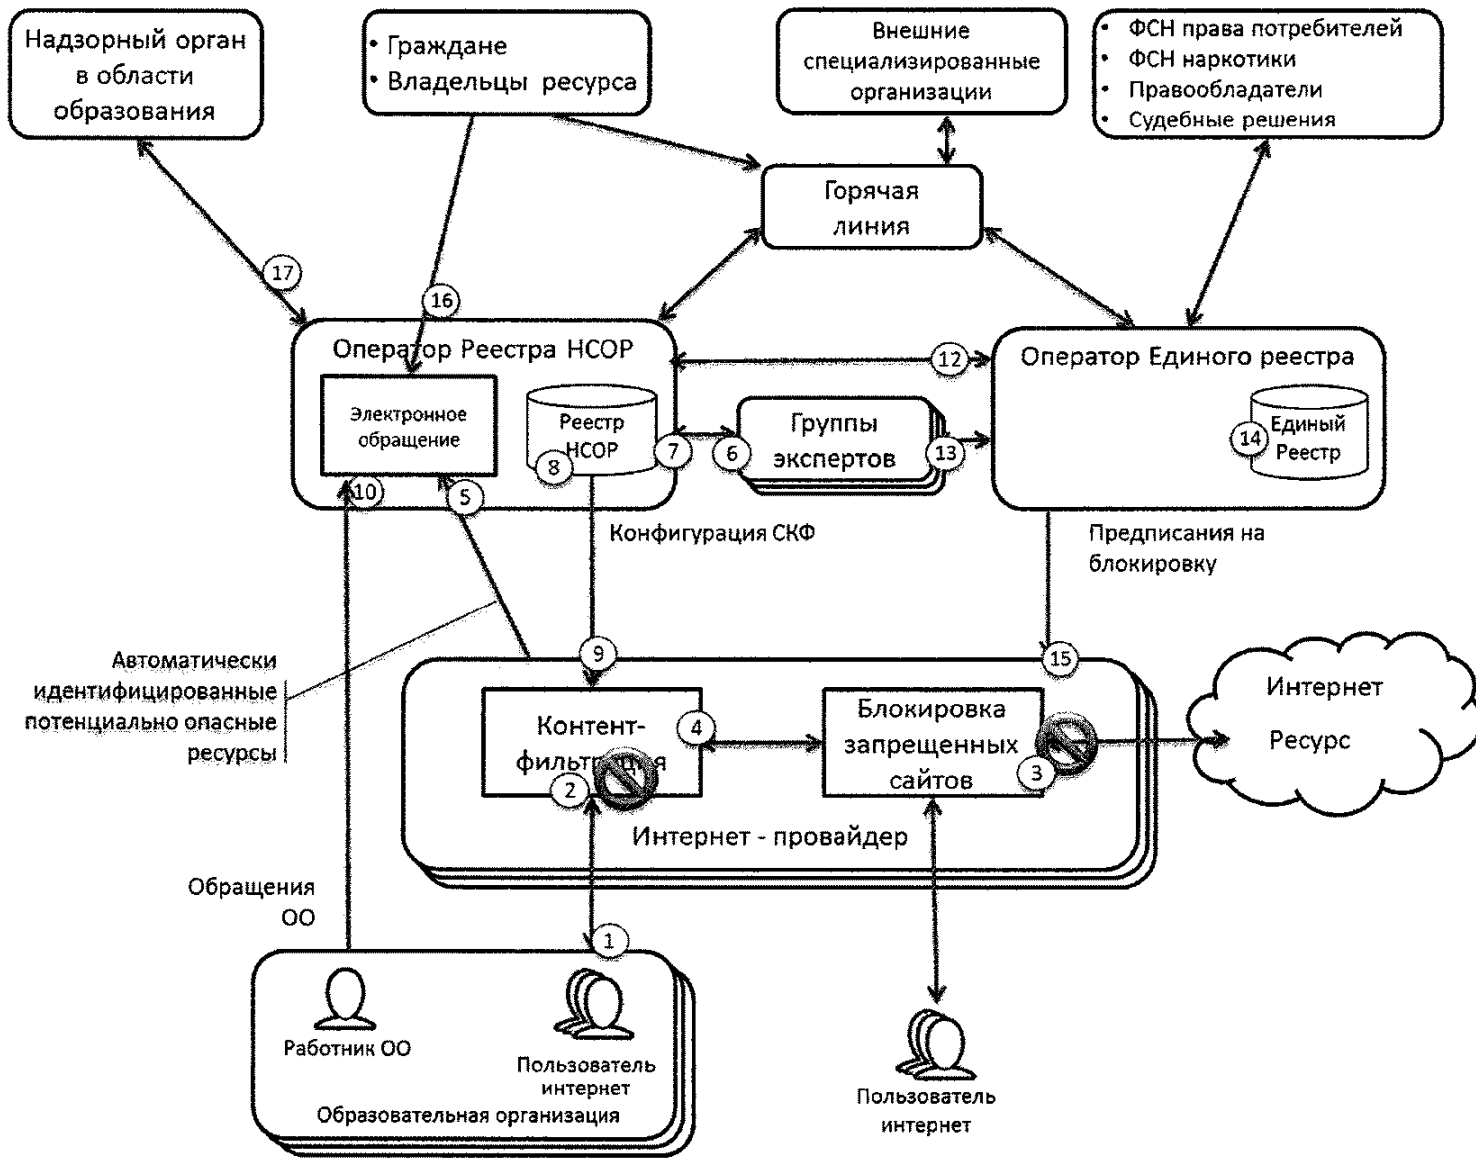 Надзорный орган
в области
образования
• Граждане
• Владельцы ресурса
Внешние
специализированные
организации
• ФСН права потребителей
• ФСН наркотики
• Правообладатели
• Судебные решения
Горячая
линия
17
16
Оператор Реестра НСОР
12
Оператор Единого реестра
Электронное
обращение
Реестр
НСОР
8
7
6
Группы
экспертов
13
14
Единый
Реестр
10
5
Конфигурация СКФ
Предписания на
блокировку
Автоматически
идентифицированные
потенциально опасные
ресурсы
9
15
Контент-
фильтрация
4
2
Блокировка
запрещенных
сайтов
3
Интернет
Ресурс
Интернет - провайдер
Обращения
ОО
1
Работник ОО
Пользователь
интернет
Образовательная организация
Пользователь
интернет